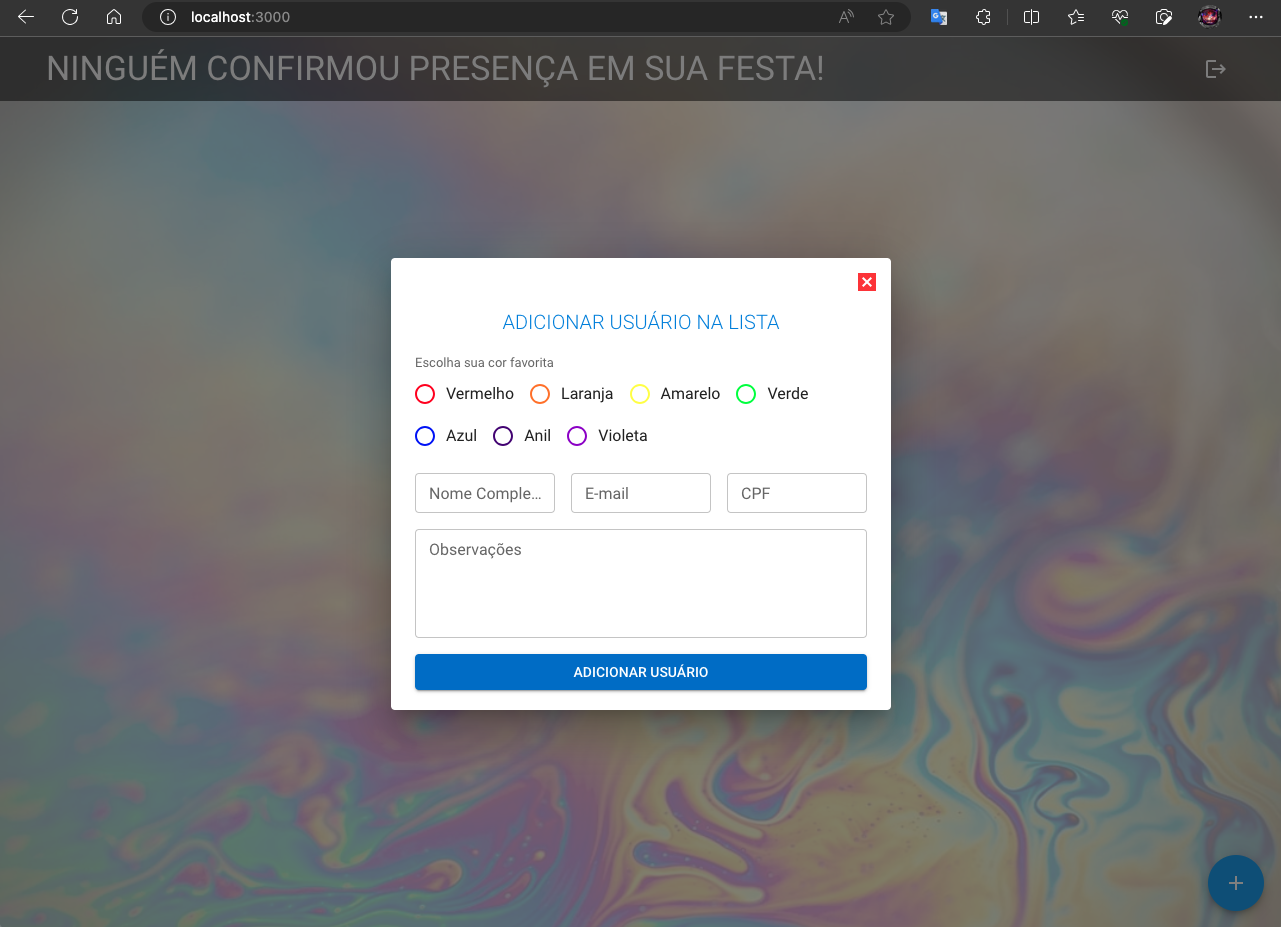 localhost:3000
NINGUÉM CONFIRMOU PRESENÇA EM SUA FESTA!
ADICIONAR USUÁRIO NA LISTA
Escolha sua cor favorita
Vermelho Laranja Amarelo Verde
Azul Anil Violeta
Nome Comple... E-mail CPF
Observações
ADICIONAR USUÁRIO